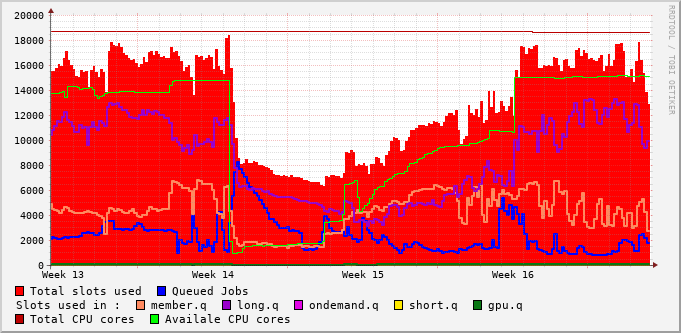 20000
18000
16000
14000
12000
10000
8000
6000
4000
2000
0
Week 13 Week 14 Week 15 Week 16
RRDTOOL / TOBI OETIKER
Total slots used Queued Jobs
Slots used in : member.q long.q ondemand.q short.q gpu.q
Total CPU cores Availale CPU cores